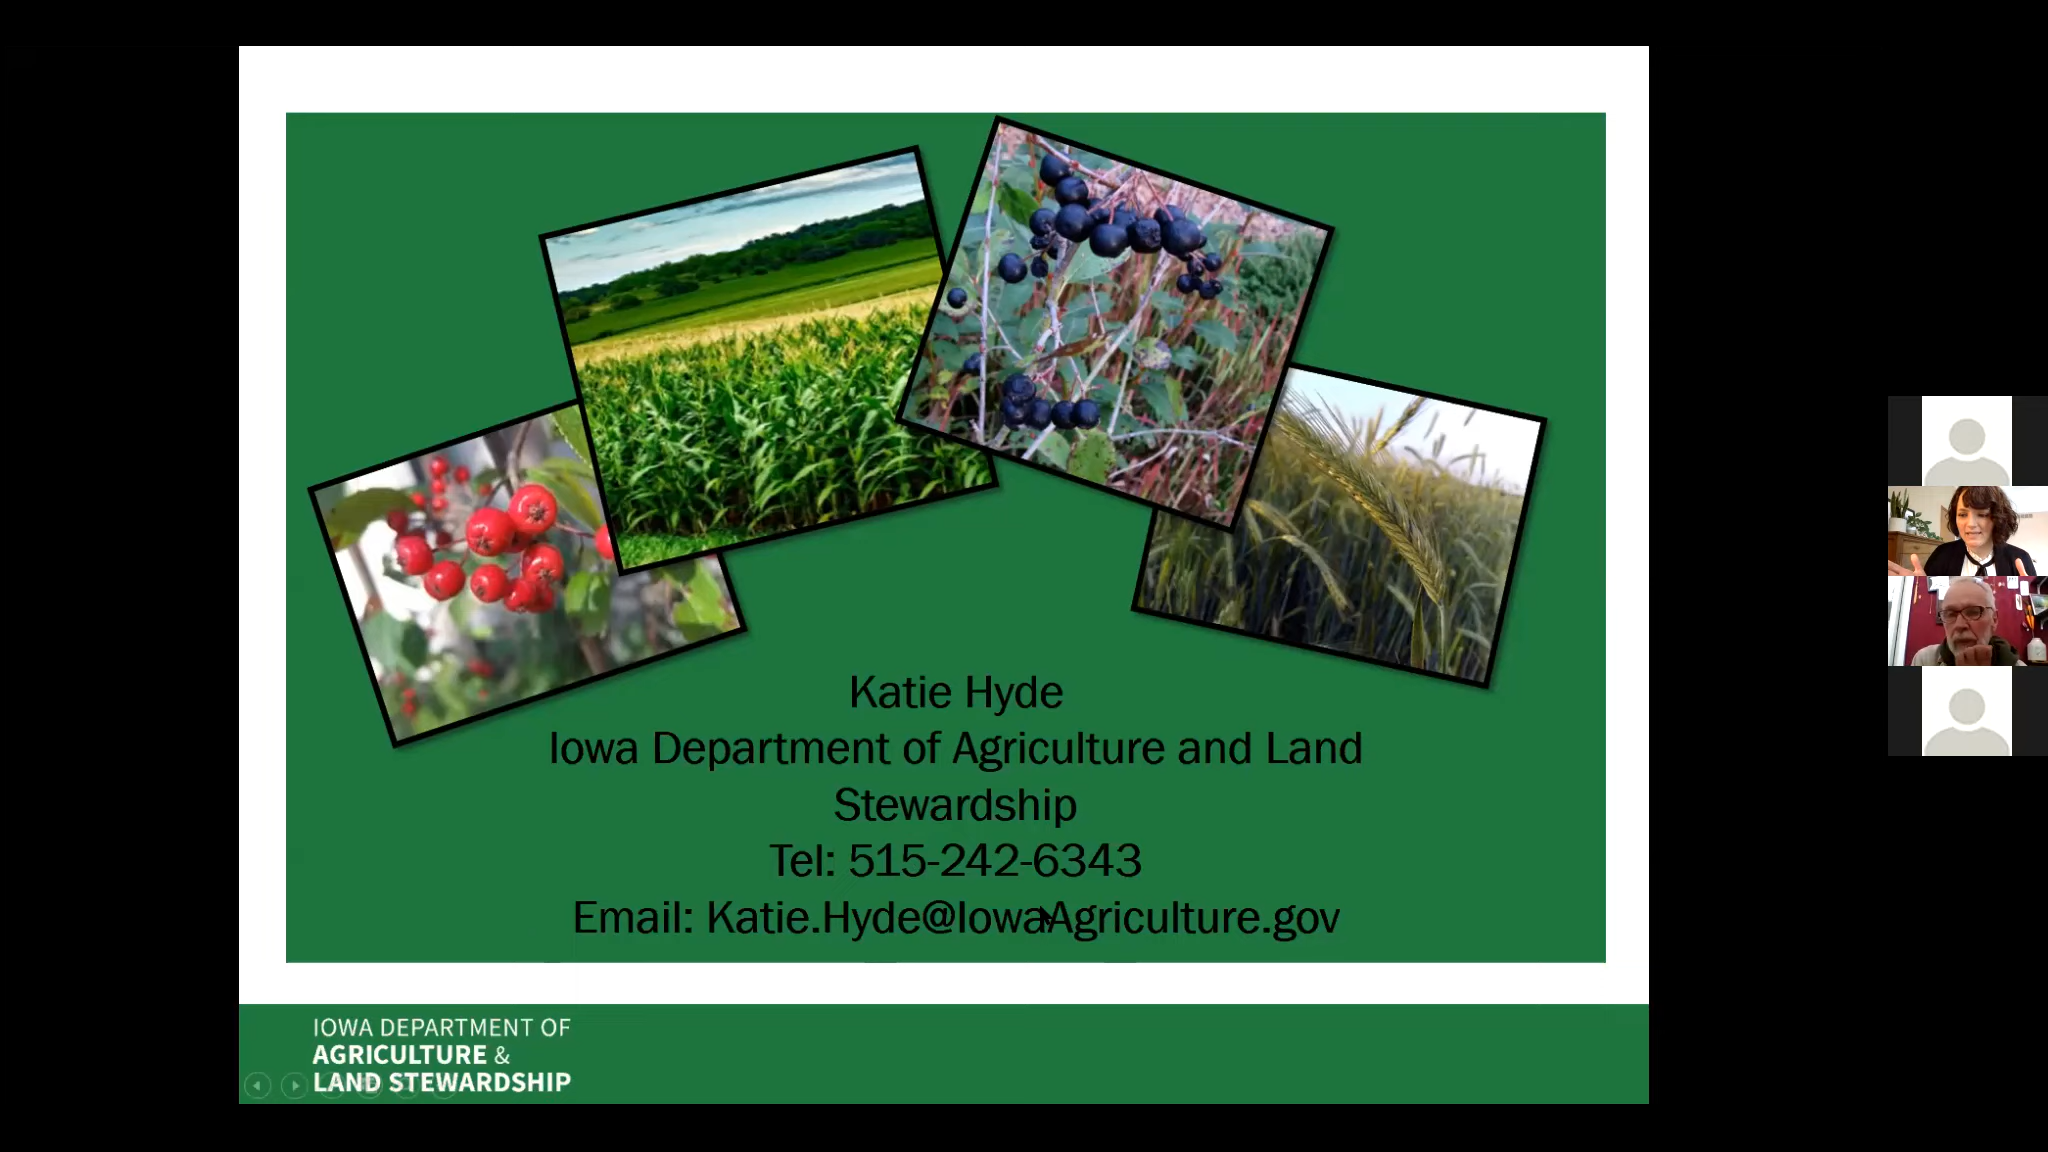 Katie Hyde
Iowa Department of Agriculture and Land
Stewardship
Tel: 515-242-6343
Email: Katie.Hyde@IowaAgriculture.gov
IOWA DEPARTMENT OF
AGRICULTURE &
LAND STEWARDSHIP